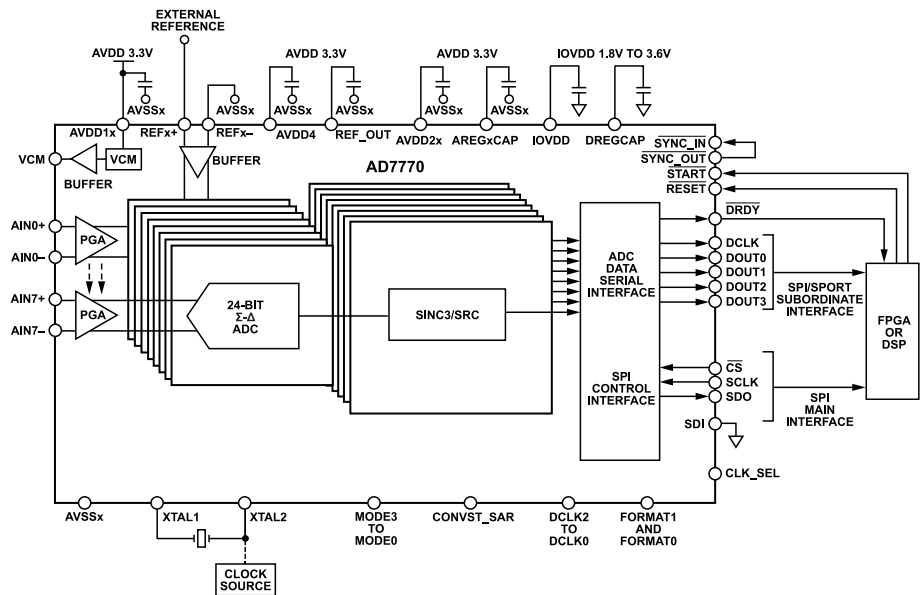 EXTERNAL
REFERENCE
AVDD 3.3V
AVDD 3.3V
AVDD 3.3V
IOVDD 1.8V TO 3.6V
AVSSx
AVSSx
AVSSx
AVSSx
AVSSx
AVSSx
AVDD1x
REFx+
REFx–
AVDD4
REF_OUT
AVDD2x
AREGxCAP
IOVDD
DREGCAP
VCM
VCM
BUFFER
BUFFER
AD7770
SYNC_IN
SYNC_OUT
START
RESET
DRDY
AIN0+
PGA
AIN0–
AIN7+
PGA
AIN7–
24-BIT
Σ-Δ
ADC
SINC3/SRC
ADC
DATA
SERIAL
INTERFACE
SPI
CONTROL
INTERFACE
DCLK
DOUT0
DOUT1
DOUT2
DOUT3
SPI/SPORT
SUBORDINATE
INTERFACE
FPGA
OR
DSP
CS
SCLK
SDO
SDI
SPI
MAIN
INTERFACE
CLK_SEL
AVSSx
XTAL1
XTAL2
MODE3
TO
MODE0
CONVST_SAR
DCLK2
TO
DCLK0
FORMAT1
AND
FORMAT0
CLOCK
SOURCE